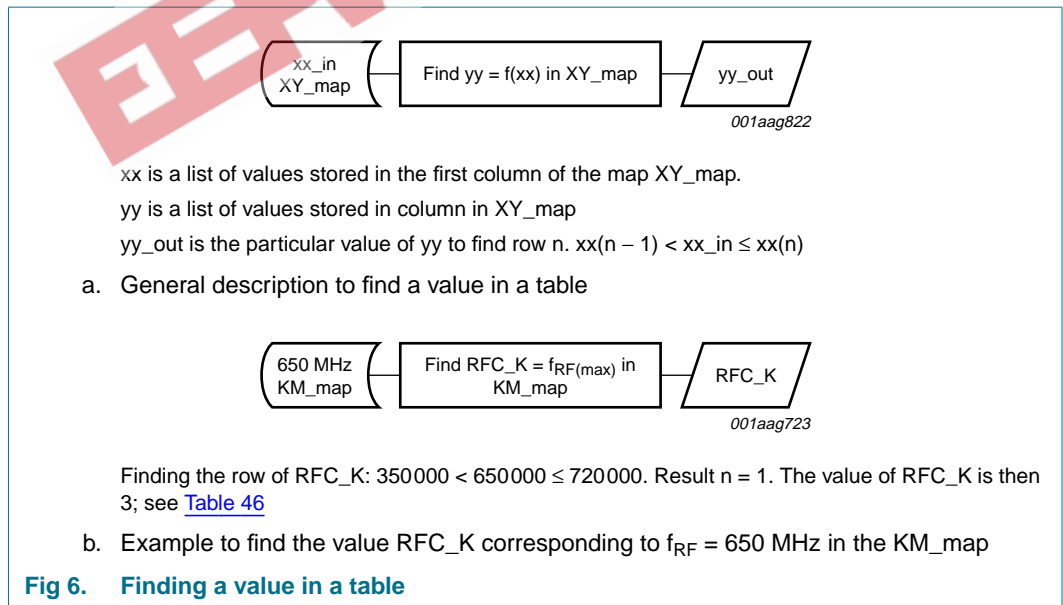 xx_in
XY_map
Find yy = f(xx) in XY_map
yy_out
001aag822
xx is a list of values stored in the first column of the map XY_map.
yy is a list of values stored in column in XY_map
yy_out is the particular value of yy to find row n. xx(n − 1) < xx_in ≤ xx(n)
a. General description to find a value in a table
650 MHz
KM_map
Find RFC_K = fRF(max) in
KM_map
RFC_K
001aag723
Finding the row of RFC_K: 350000 < 650000 ≤ 720000. Result n = 1. The value of RFC_K is then
3; see Table 46
b. Example to find the value RFC_K corresponding to fRF = 650 MHz in the KM_map
Fig 6. Finding a value in a table